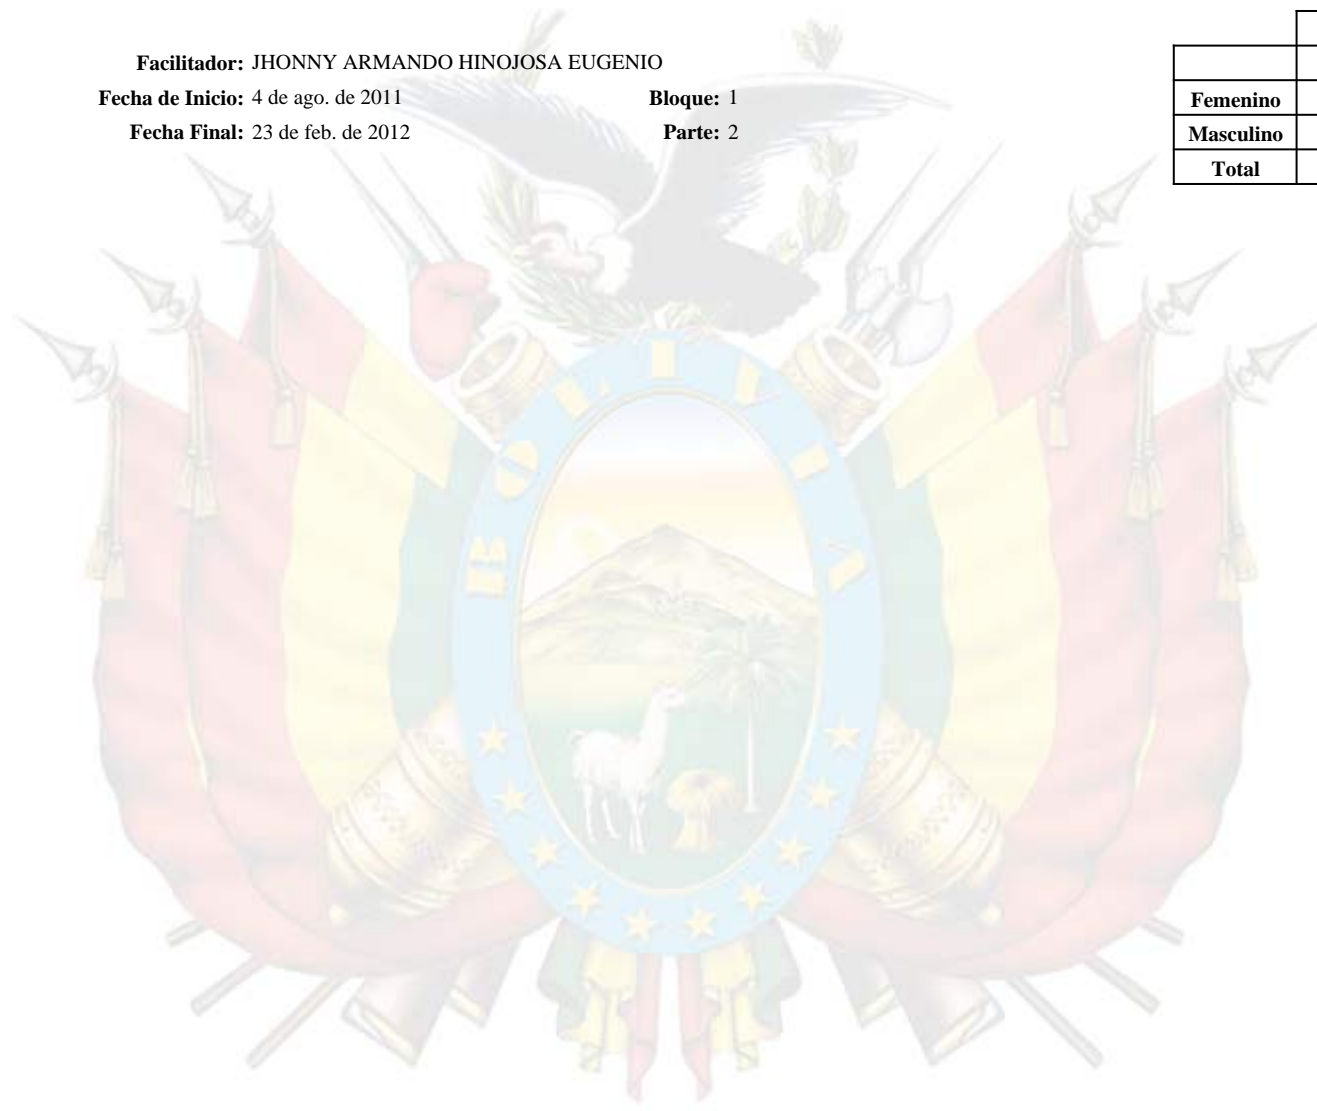 Facilitador: JHONNY ARMANDO HINOJOSA EUGENIO
Fecha de Inicio: 4 de ago. de 2011 Bloque: 1
Fecha Final: 23 de feb. de 2012 Parte: 2
Femenino
Masculino
Total
BOLIVIA